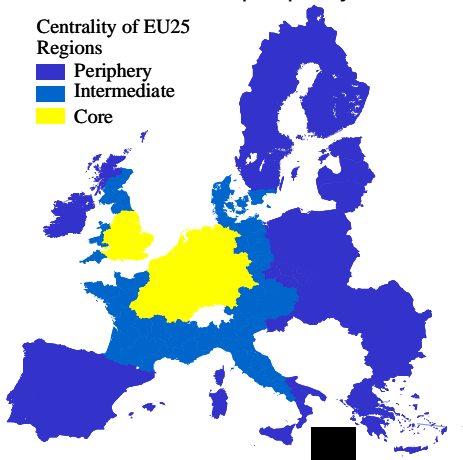 Centrality of EU25
Regions
Periphery
Intermediate
Core